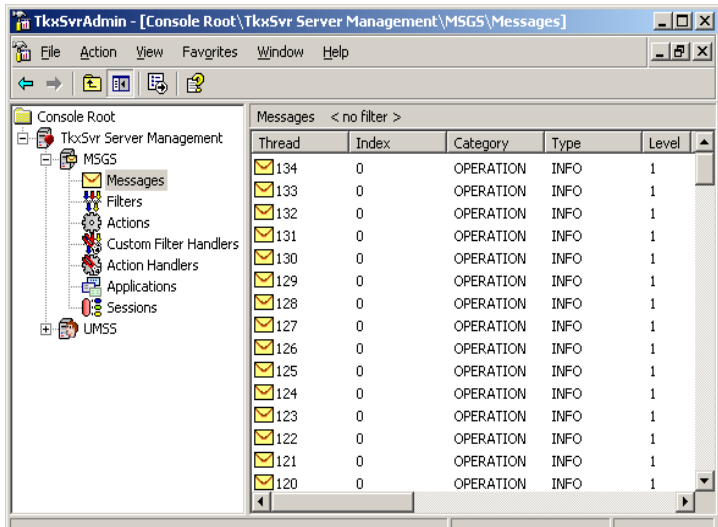 TkxSvrAdmin - [Console Root\TkxSvr Server Management\MSGS\Messages]
File Action View Favorites Window Help
Console Root
TkxSvr Server Management
MSGS
Messages
Filters
Actions
Custom Filter Handlers
Action Handlers
Applications
Sessions
UMSS
Messages < no filter >
Thread Index Category Type Level
134 0 OPERATION INFO 1
133 0 OPERATION INFO 1
132 0 OPERATION INFO 1
131 0 OPERATION INFO 1
130 0 OPERATION INFO 1
129 0 OPERATION INFO 1
128 0 OPERATION INFO 1
127 0 OPERATION INFO 1
126 0 OPERATION INFO 1
125 0 OPERATION INFO 1
124 0 OPERATION INFO 1
123 0 OPERATION INFO 1
122 0 OPERATION INFO 1
121 0 OPERATION INFO 1
120 0 OPERATION INFO 1